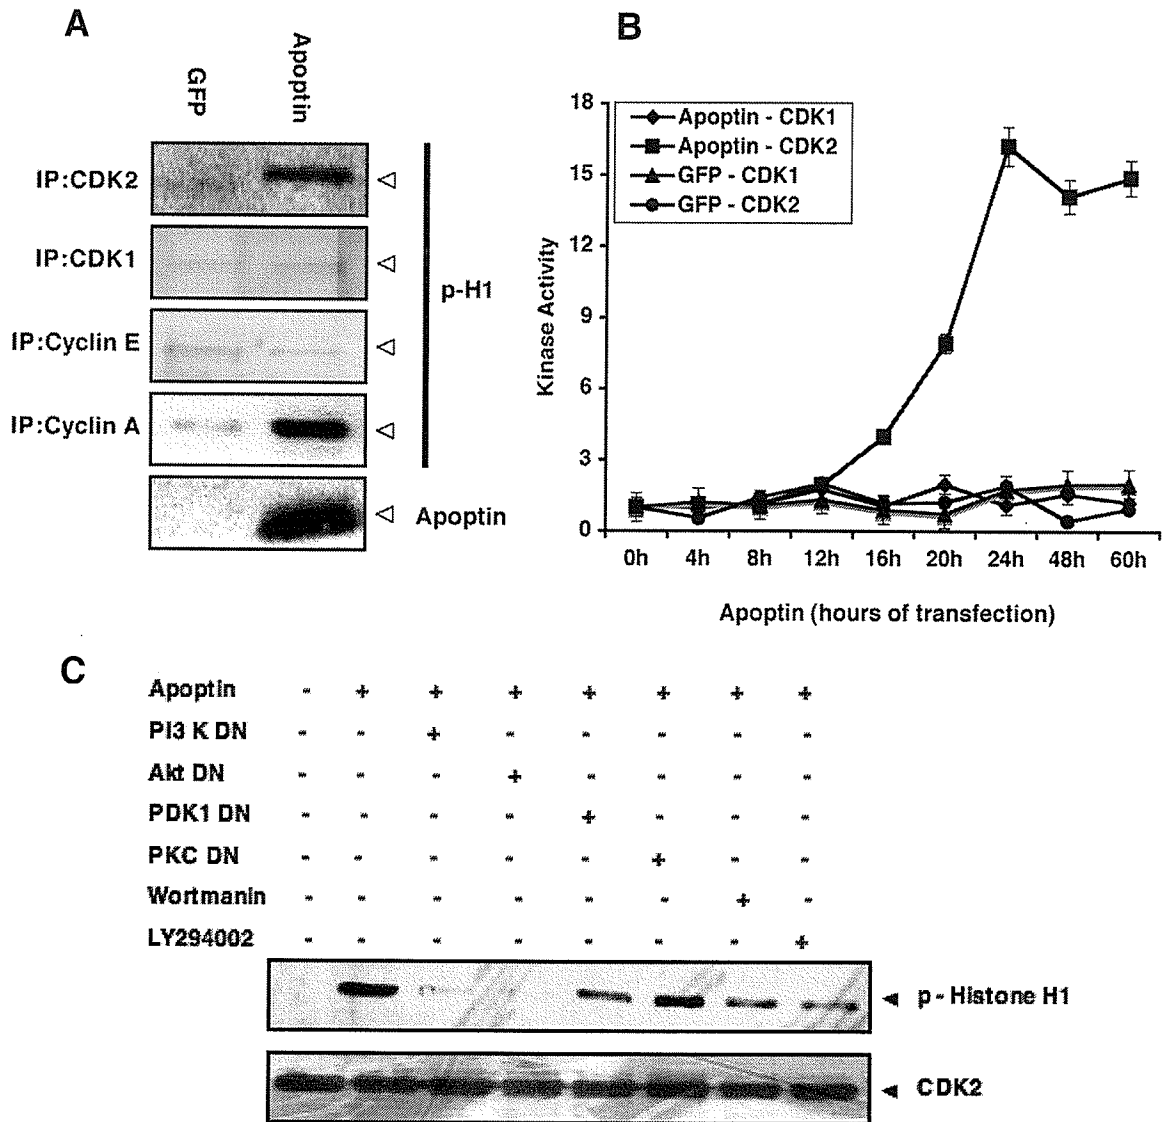 A
GFP
Apoptin
IP:CDK2
IP:CDK1
IP:Cyclin E
IP:Cyclin A
p-H1
Apoptin
B
Kinase Activity
18
15
12
9
6
3
0
Apoptin - CDK1
Apoptin - CDK2
GFP - CDK1
GFP - CDK2
0h 4h 8h 12h 16h 20h 24h 48h 60h
Apoptin (hours of transfection)
C
Apoptin - + + + + + + +
PI3 K DN - - + - - - - -
Akt DN - - - + - - - -
PDK1 DN - - - - + - - -
PKC DN - - - - - + - -
Wortmanin - - - - - - + -
LY294002 - - - - - - - +
p - Histone H1
CDK2